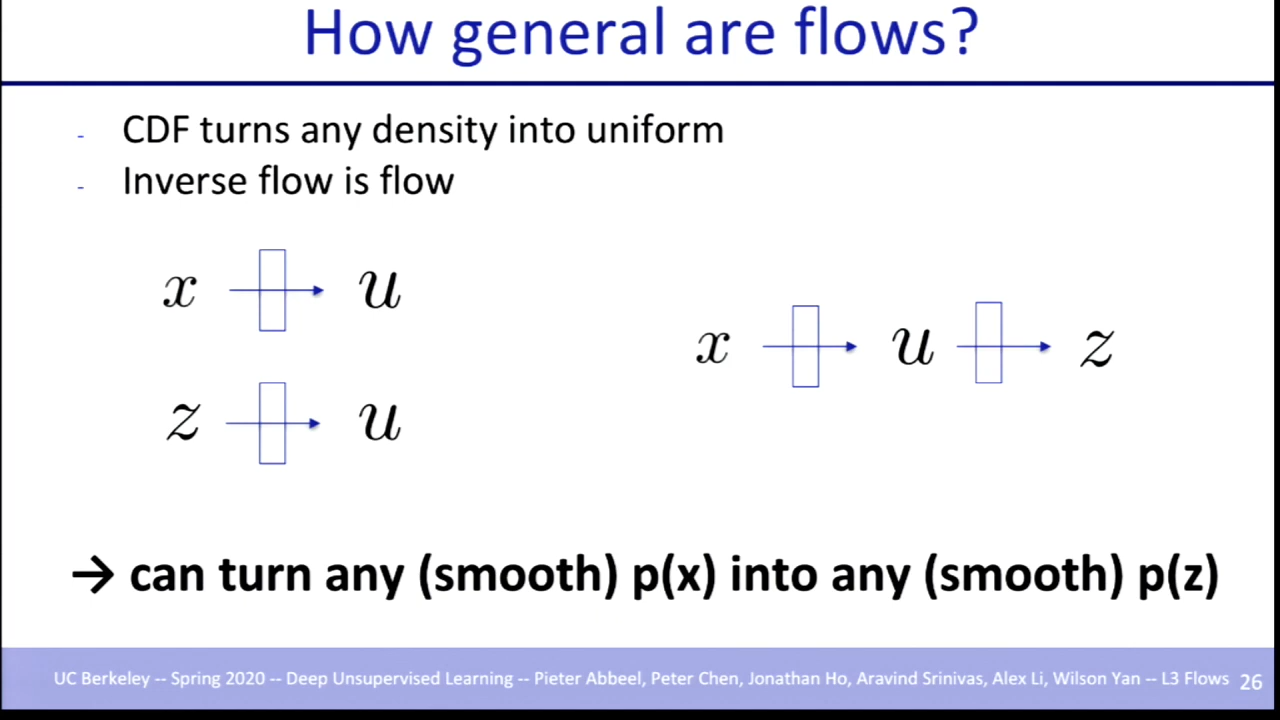 How general are flows?
- CDF turns any density into uniform
- Inverse flow is flow
x → u
z → u
x → u → z
→ can turn any (smooth) p(x) into any (smooth) p(z)
UC Berkeley -- Spring 2020 -- Deep Unsupervised Learning -- Pieter Abbeel, Peter Chen, Jonathan Ho, Aravind Srinivas, Alex Li, Wilson Yan -- L3 Flows 26